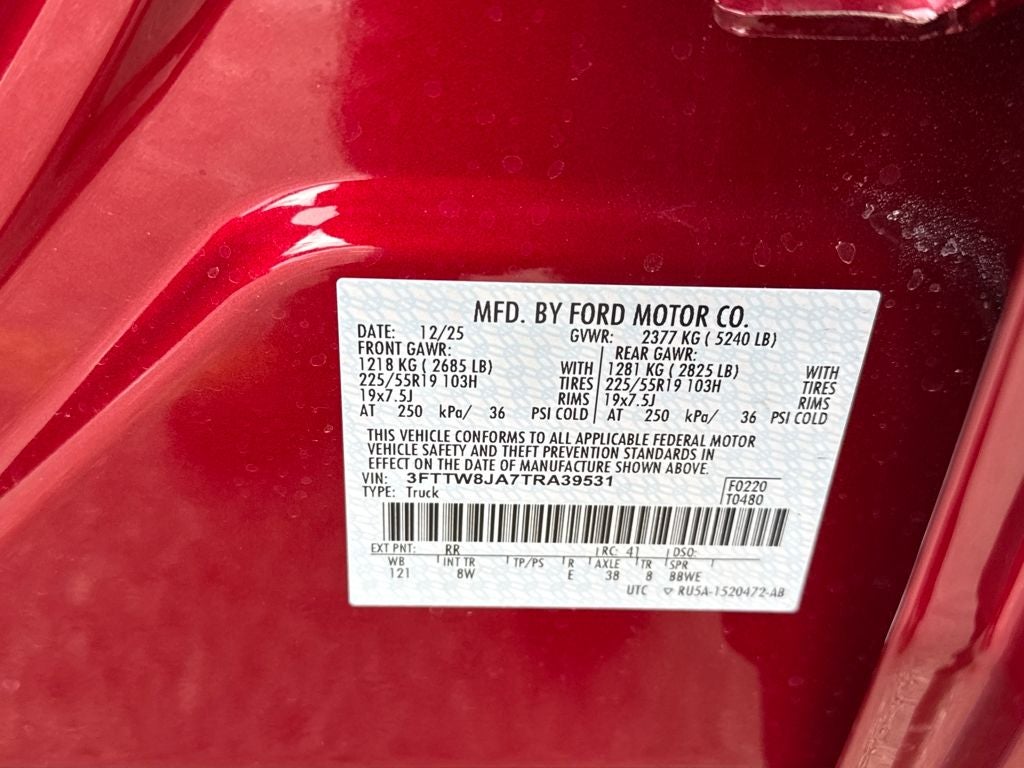 MFD. BY FORD MOTOR CO.
DATE: 12/25 GVWR: 2377 KG ( 5240 LB)
FRONT GAWR: REAR GAWR:
1218 KG ( 2685 LB) WITH 1281 KG ( 2825 LB) WITH
225/55R19 103H TIRES 225/55R19 103H TIRES
19x7.5J RIMS 19x7.5J RIMS
AT 250 kPa/ 36 PSI COLD AT 250 kPa/ 36 PSI COLD
THIS VEHICLE CONFORMS TO ALL APPLICABLE FEDERAL MOTOR
VEHICLE SAFETY AND THEFT PREVENTION STANDARDS IN
EFFECT ON THE DATE OF MANUFACTURE SHOWN ABOVE.
VIN: 3FTTW8JA7TRA39531 F0220
TYPE: Truck T0480
EXT PNT: RR RC: 41 DSO:
WB INT TR TP/PS R AXLE TR SPR
121 8W E 38 8 BBWE
UTC ▽ RU5A-1520472-AB